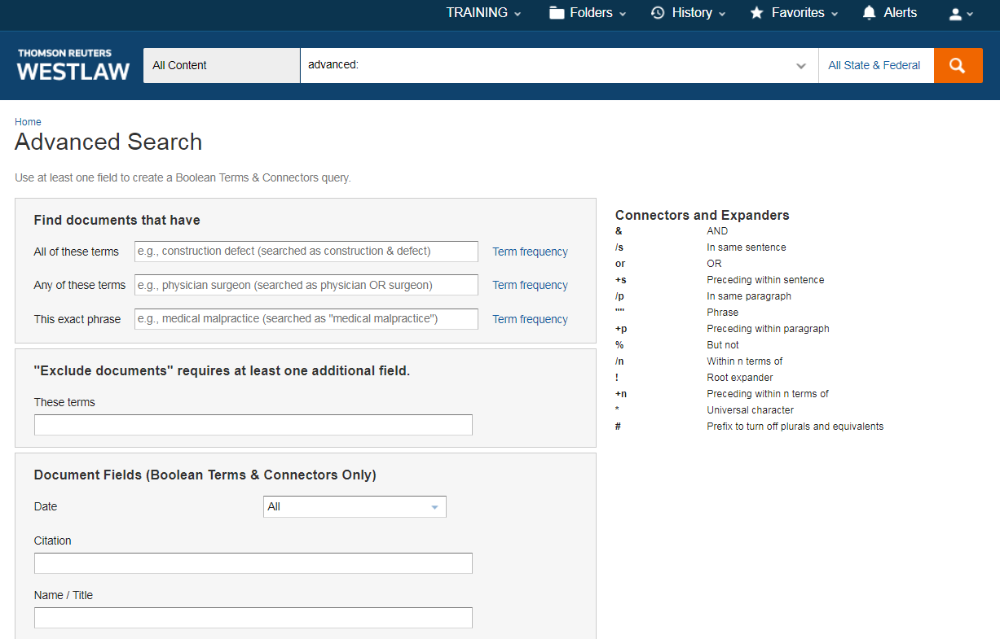 TRAINING Folders History Favorites Alerts
THOMSON REUTERS
WESTLAW
All Content
advanced:
All State & Federal
Home
Advanced Search
Use at least one field to create a Boolean Terms & Connectors query.
Find documents that have
All of these terms e.g., construction defect (searched as construction & defect) Term frequency
Any of these terms e.g., physician surgeon (searched as physician OR surgeon) Term frequency
This exact phrase e.g., medical malpractice (searched as "medical malpractice") Term frequency
"Exclude documents" requires at least one additional field.
These terms
Document Fields (Boolean Terms & Connectors Only)
Date All
Citation
Name / Title
Connectors and Expanders
& AND
/s In same sentence
or OR
+s Preceding within sentence
/p In same paragraph
"" Phrase
+p Preceding within paragraph
% But not
/n Within n terms of
! Root expander
+n Preceding within n terms of
* Universal character
# Prefix to turn off plurals and equivalents